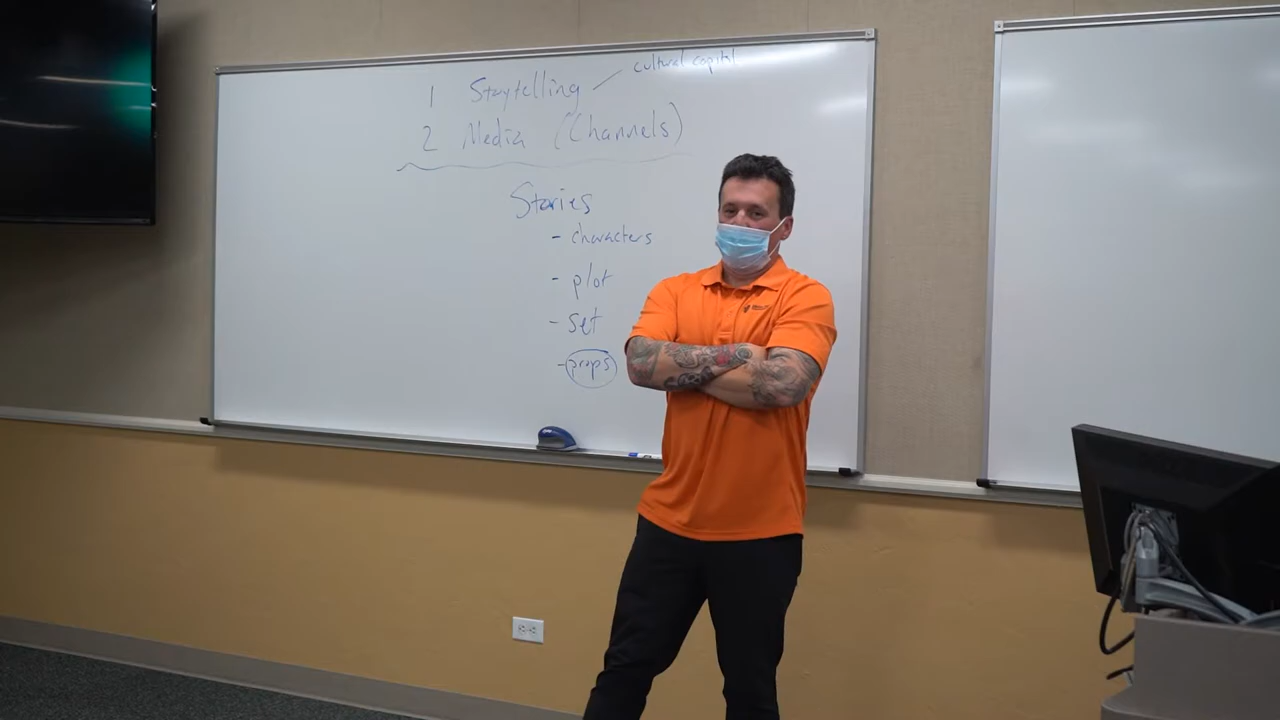 cultural capital
1 Storytelling
2 Media (Channels)
Stories
- characters
- plot
- set
- props